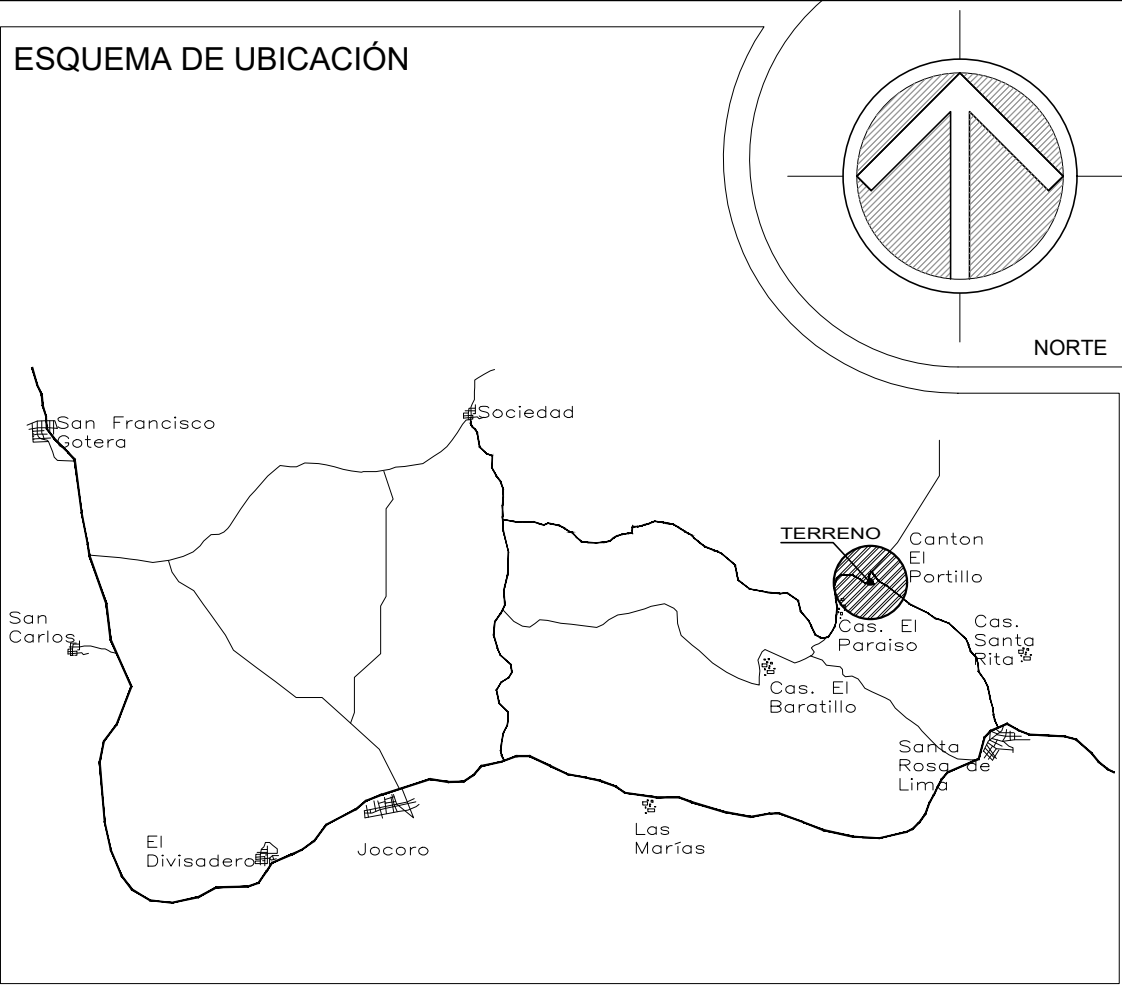 ESQUEMA DE UBICACIÓN
NORTE
San Francisco
Gotera
Sociedad
TERRENO
Canton
El
Portillo
San
Carlos
Cas. El
Paraiso
Cas.
Santa
Rita
Cas. El
Baratillo
Santa
Rosa de
Lima
El
Divisadero
Jocoro
Las
Marías